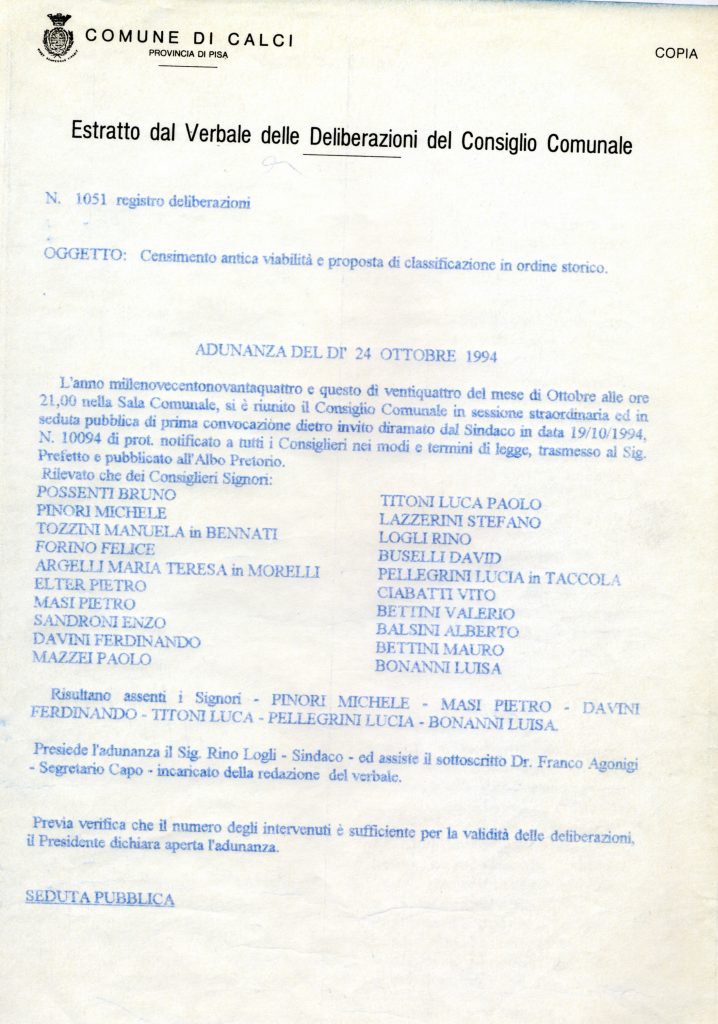 COMUNE DI CALCI
PROVINCIA DI PISA
COPIA
Estratto dal Verbale delle Deliberazioni del Consiglio Comunale
N. 1051 registro deliberazioni
OGGETTO: Censimento antica viabilità e proposta di classificazione in ordine storico.
ADUNANZA DEL DI' 24 OTTOBRE 1994
L'anno millenovecentonovantaquattro e questo di ventiquattro del mese di Ottobre alle ore
21,00 nella Sala Comunale, si è riunito il Consiglio Comunale in sessione straordinaria ed in
seduta pubblica di prima convocazione dietro invito diramato dal Sindaco in data 19/10/1994,
N. 10094 di prot. notificato a tutti i Consiglieri nei modi e termini di legge, trasmesso al Sig.
Prefetto e pubblicato all'Albo Pretorio.
Rilevato che dei Consiglieri Signori:
POSSENTI BRUNO
PINORI MICHELE
TOZZINI MANUELA in BENNATI
FORINO FELICE
ARGELLI MARIA TERESA in MORELLI
ELTER PIETRO
MASI PIETRO
SANDRONI ENZO
DAVINI FERDINANDO
MAZZEI PAOLO
TITONI LUCA PAOLO
LAZZERINI STEFANO
LOGLI RINO
BUSELLI DAVID
PELLEGRINI LUCIA in TACCOLA
CIABATTI VITO
BETTINI VALERIO
BALSINI ALBERTO
BETTINI MAURO
BONANNI LUISA
Risultano assenti i Signori - PINORI MICHELE - MASI PIETRO - DAVINI
FERDINANDO - TITONI LUCA - PELLEGRINI LUCIA - BONANNI LUISA.
Presiede l'adunanza il Sig. Rino Logli - Sindaco - ed assiste il sottoscritto Dr. Franco Agonigi
- Segretario Capo - incaricato della redazione del verbale.
Previa verifica che il numero degli intervenuti è sufficiente per la validità delle deliberazioni,
il Presidente dichiara aperta l'adunanza.
SEDUTA PUBBLICA